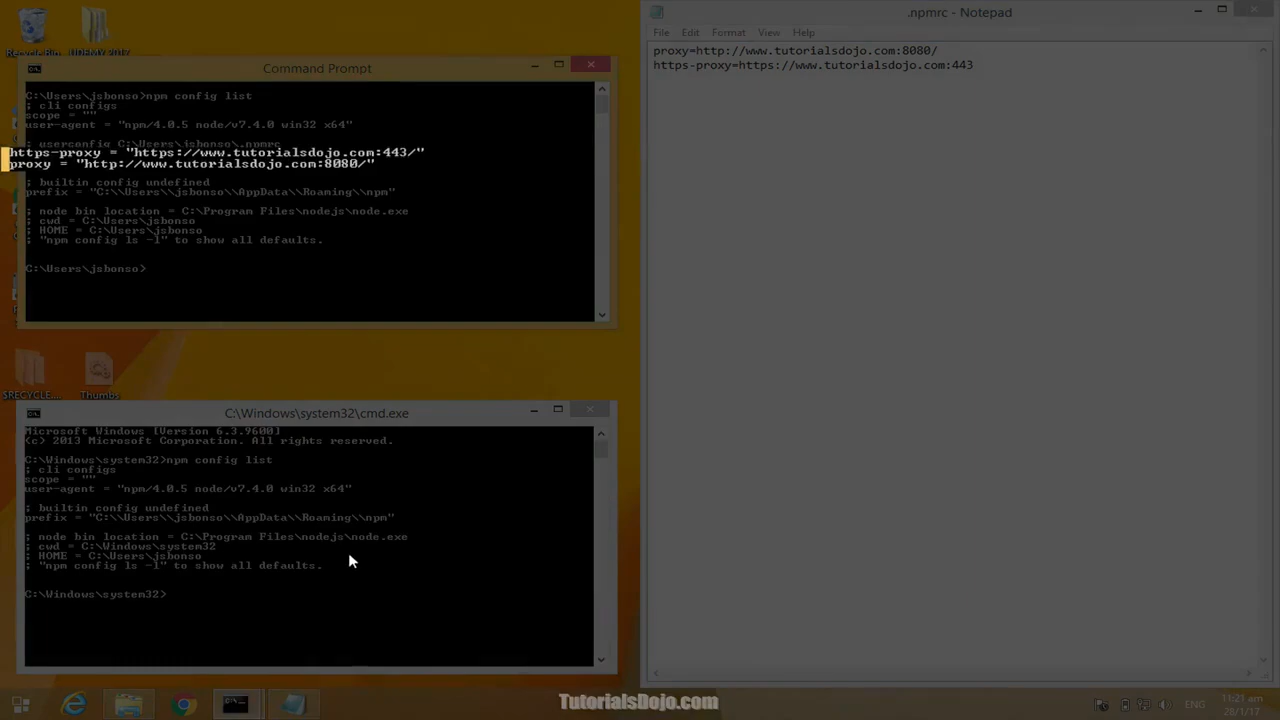 Recycle Bin
UDEMY 2017
Command Prompt
C:\Users\jsbonso>npm config list
; cli configs
scope = ""
user-agent = "npm/4.0.5 node/v7.4.0 win32 x64"
; userconfig C:\Users\jsbonso\.npmrc
https-proxy = "https://www.tutorialsdojo.com:443/"
proxy = "http://www.tutorialsdojo.com:8080/"
; builtin config undefined
prefix = "C:\\Users\\jsbonso\\AppData\\Roaming\\npm"
; node bin location = C:\Program Files\nodejs\node.exe
; cwd = C:\Users\jsbonso
; HOME = C:\Users\jsbonso
; "npm config ls -l" to show all defaults.
C:\Users\jsbonso>
$RECYCLE....
Thumbs
C:\Windows\system32\cmd.exe
Microsoft Windows [Version 6.3.9600]
(c) 2013 Microsoft Corporation. All rights reserved.
C:\Windows\system32>npm config list
; cli configs
scope = ""
user-agent = "npm/4.0.5 node/v7.4.0 win32 x64"
; builtin config undefined
prefix = "C:\\Users\\jsbonso\\AppData\\Roaming\\npm"
; node bin location = C:\Program Files\nodejs\node.exe
; cwd = C:\Windows\system32
; HOME = C:\Users\jsbonso
; "npm config ls -l" to show all defaults.
C:\Windows\system32>
.npmrc - Notepad
File Edit Format View Help
proxy=http://www.tutorialsdojo.com:8080/
https-proxy=https://www.tutorialsdojo.com:443
TutorialsDojo.com
ENG
11:21 am
28/1/17